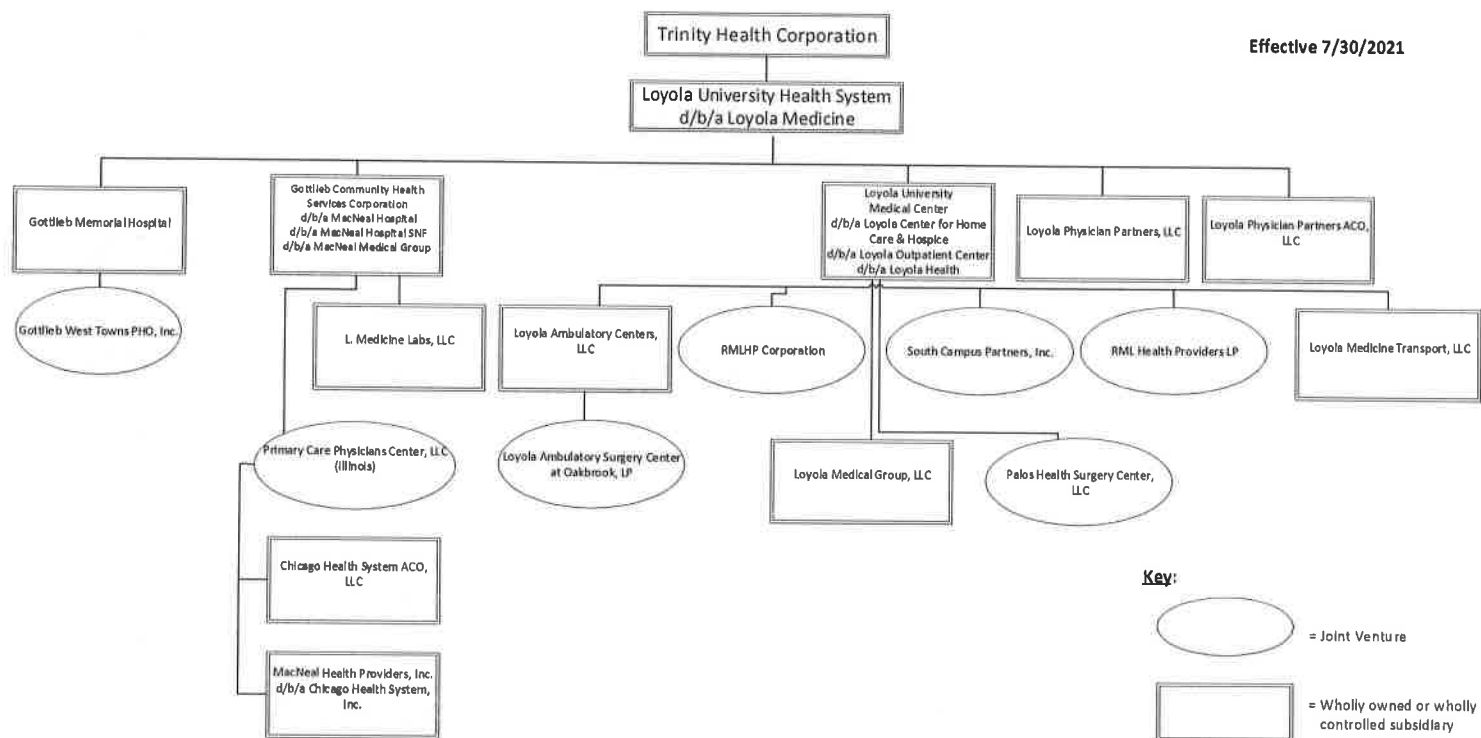 Trinity Health Corporation
Effective 7/30/2021
Loyola University Health System
d/b/a Loyola Medicine
Gottlieb Memorial Hospital
Gottlieb Community Health
Services Corporation
d/b/a MacNeal Hospital
d/b/a MacNeal Hospital SNF
d/b/a MacNeal Medical Group
Loyola University
Medical Center
d/b/a Loyola Center for Home
Care & Hospice
d/b/a Loyola Outpatient Center
d/b/a Loyola Health
Loyola Physician Partners, LLC
Loyola Physician Partners ACO,
LLC
Gottlieb West Towns PHO, Inc.
L. Medicine Labs, LLC
Loyola Ambulatory Centers,
LLC
RMLHP Corporation
South Campus Partners, Inc.
RML Health Providers LP
Loyola Medicine Transport, LLC
Primary Care Physicians Center, LLC
(Illinois)
Loyola Ambulatory Surgery Center
at Oakbrook, LP
Loyola Medical Group, LLC
Palos Health Surgery Center,
LLC
Chicago Health System ACO,
LLC
MacNeal Health Providers, Inc.
d/b/a Chicago Health System,
Inc.
Key:
= Joint Venture
= Wholly owned or wholly
controlled subsidiary